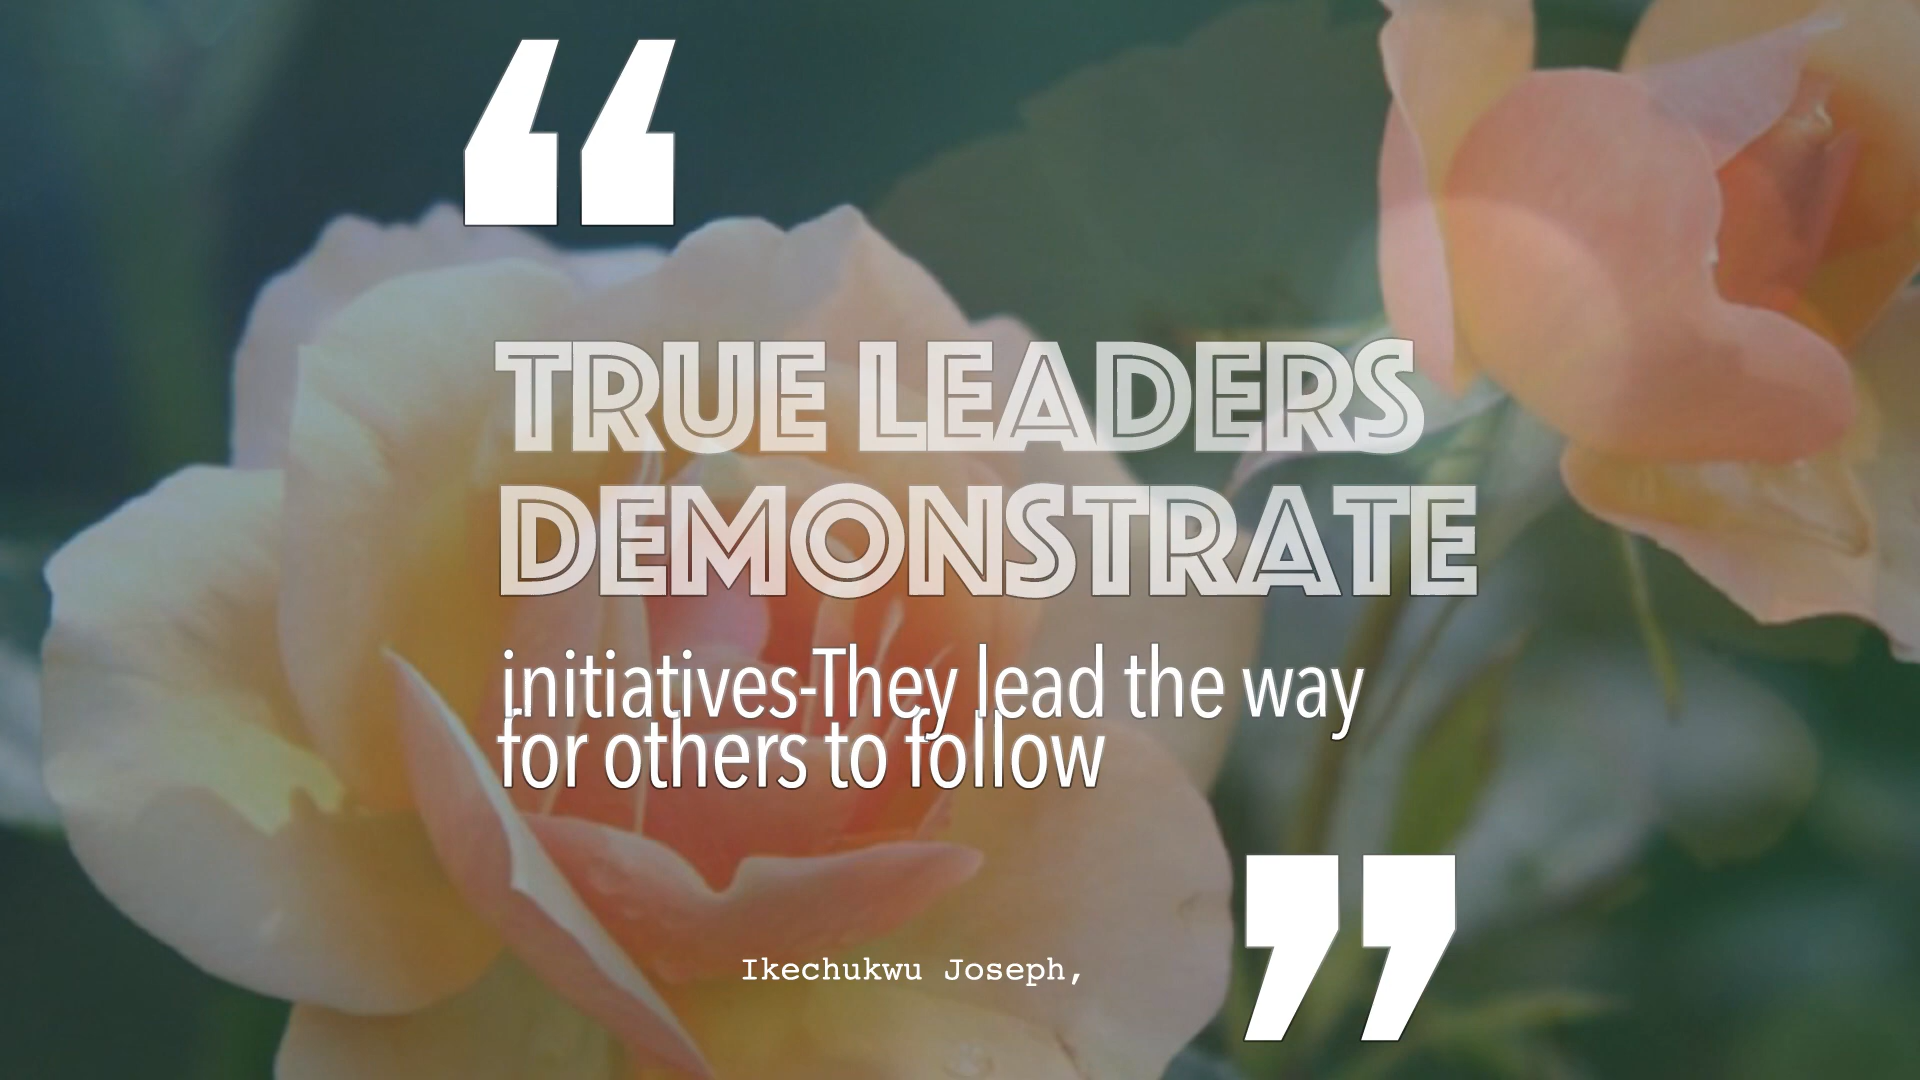 “
TRUE LEADERS
DEMONSTRATE
initiatives-They lead the way
for others to follow
Ikechukwu Joseph,
”